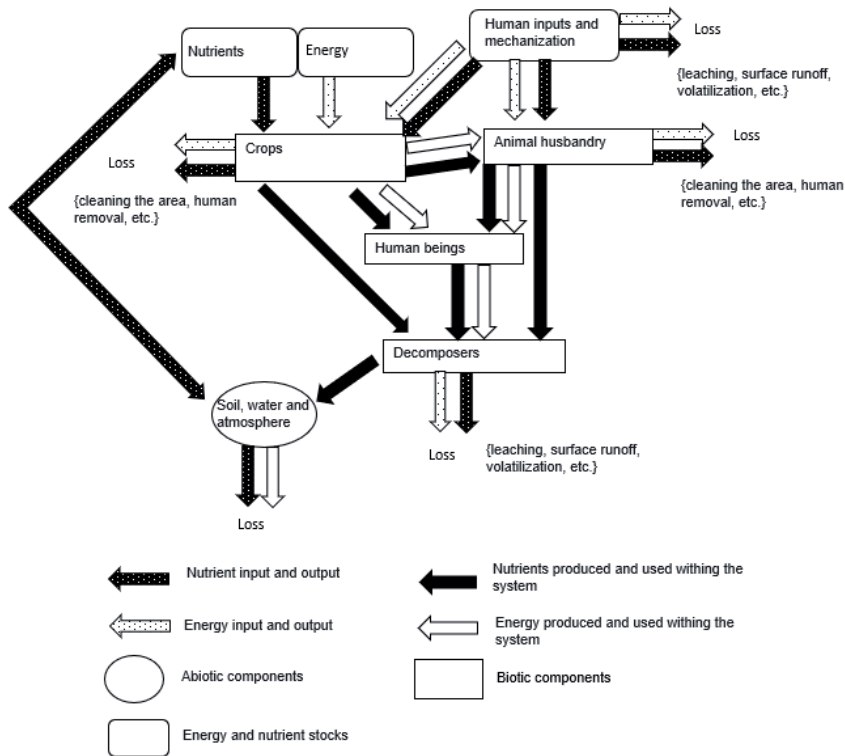 Human inputs and
mechanization
Loss
{leaching, surface runoff,
volatilization, etc.}
Nutrients
Energy
Loss
{cleaning the area, human
removal, etc.}
Crops
Animal husbandry
Loss
{cleaning the area, human
removal, etc.}
Human beings
Decomposers
Soil, water and
atmosphere
Loss
{leaching, surface runoff,
volatilization, etc.}
Loss
Nutrient input and output
Nutrients produced and used withing the
system
Energy input and output
Energy produced and used withing the
system
Abiotic components
Biotic components
Energy and nutrient stocks